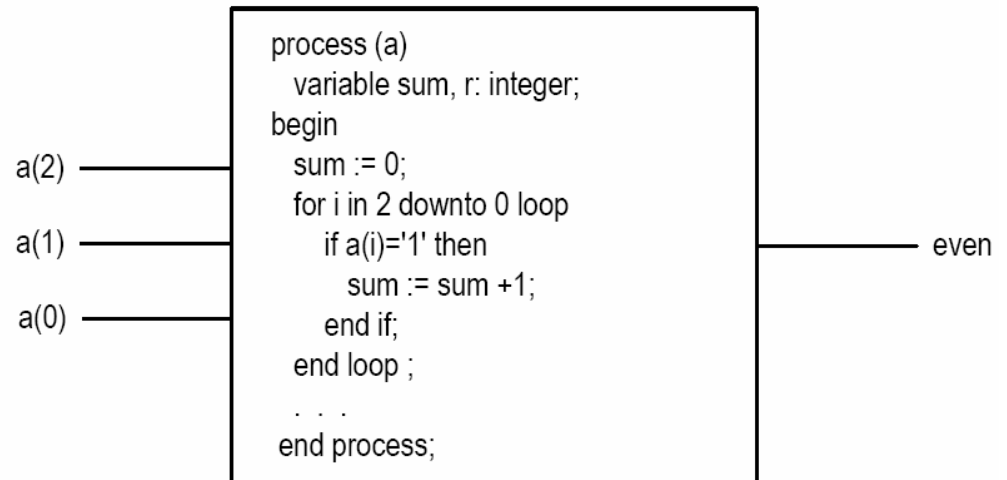 process (a)
variable sum, r: integer;
begin
sum := 0;
for i in 2 downto 0 loop
if a(i)='1' then
sum := sum +1;
end if;
end loop ;
. . .
end process;
a(2)
a(1)
a(0)
even